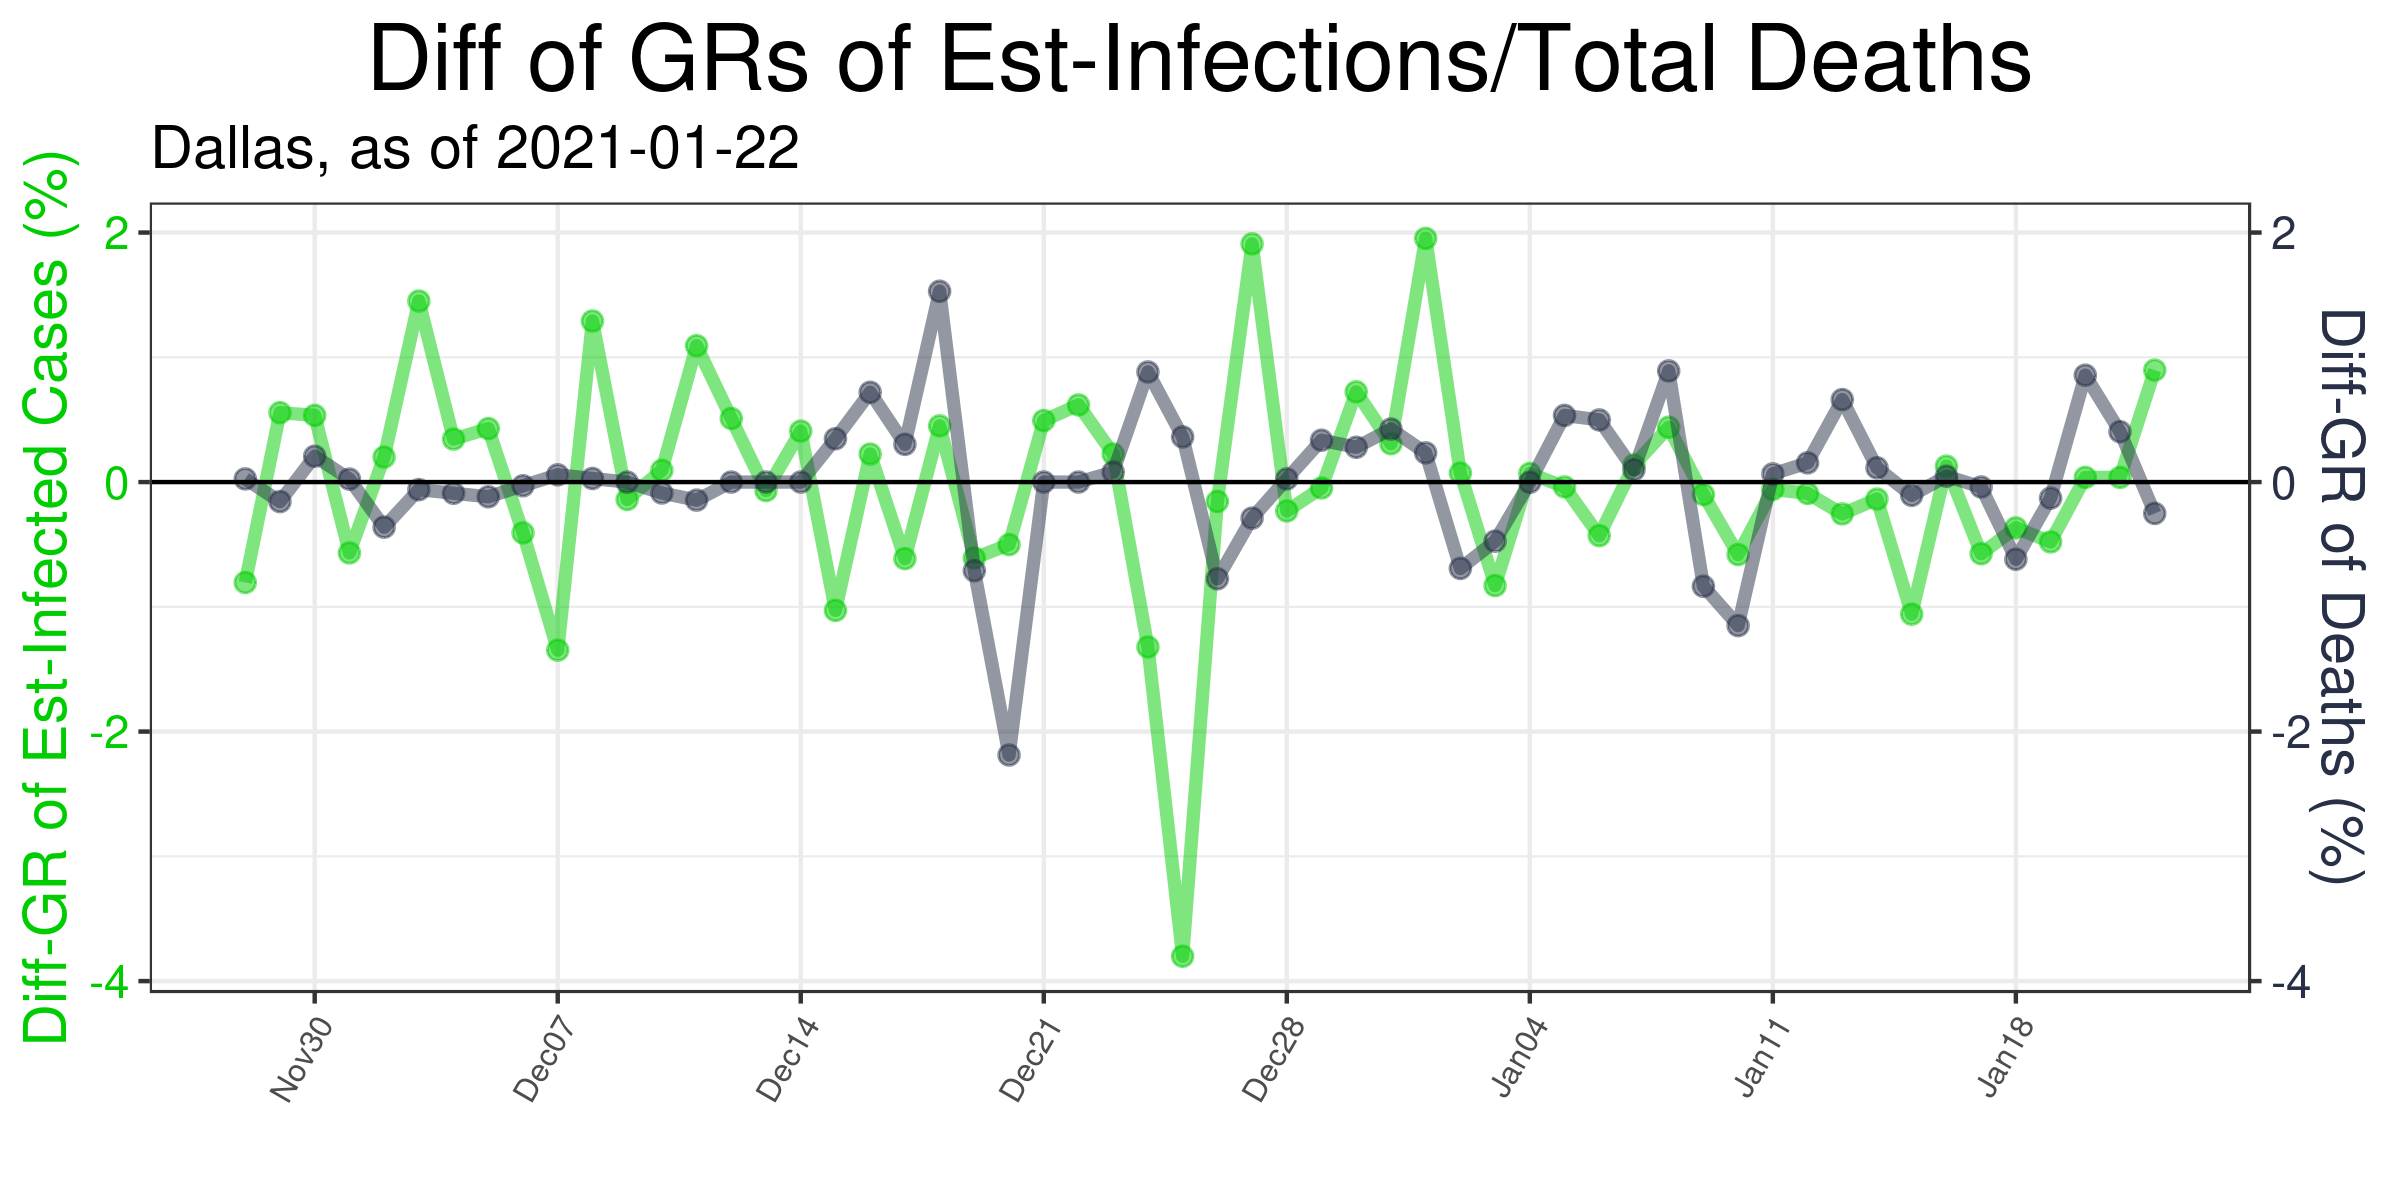 Diff of GRs of Est-Infections/Total Deaths
Dallas, as of 2021-01-22
Diff-GR of Est-Infected Cases (%)
2
0
-2
-4
2
0
-2
-4
Diff-GR of Deaths (%)
Nov30
Dec07
Dec14
Dec21
Dec28
Jan04
Jan11
Jan18